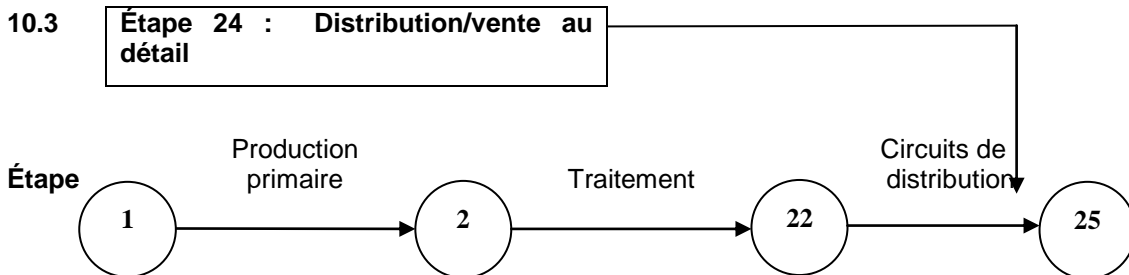 10.3 Étape 24 : Distribution/vente au
détail
Production
primaire
Traitement
Circuits de
distribution
Étape
1
2
22
25